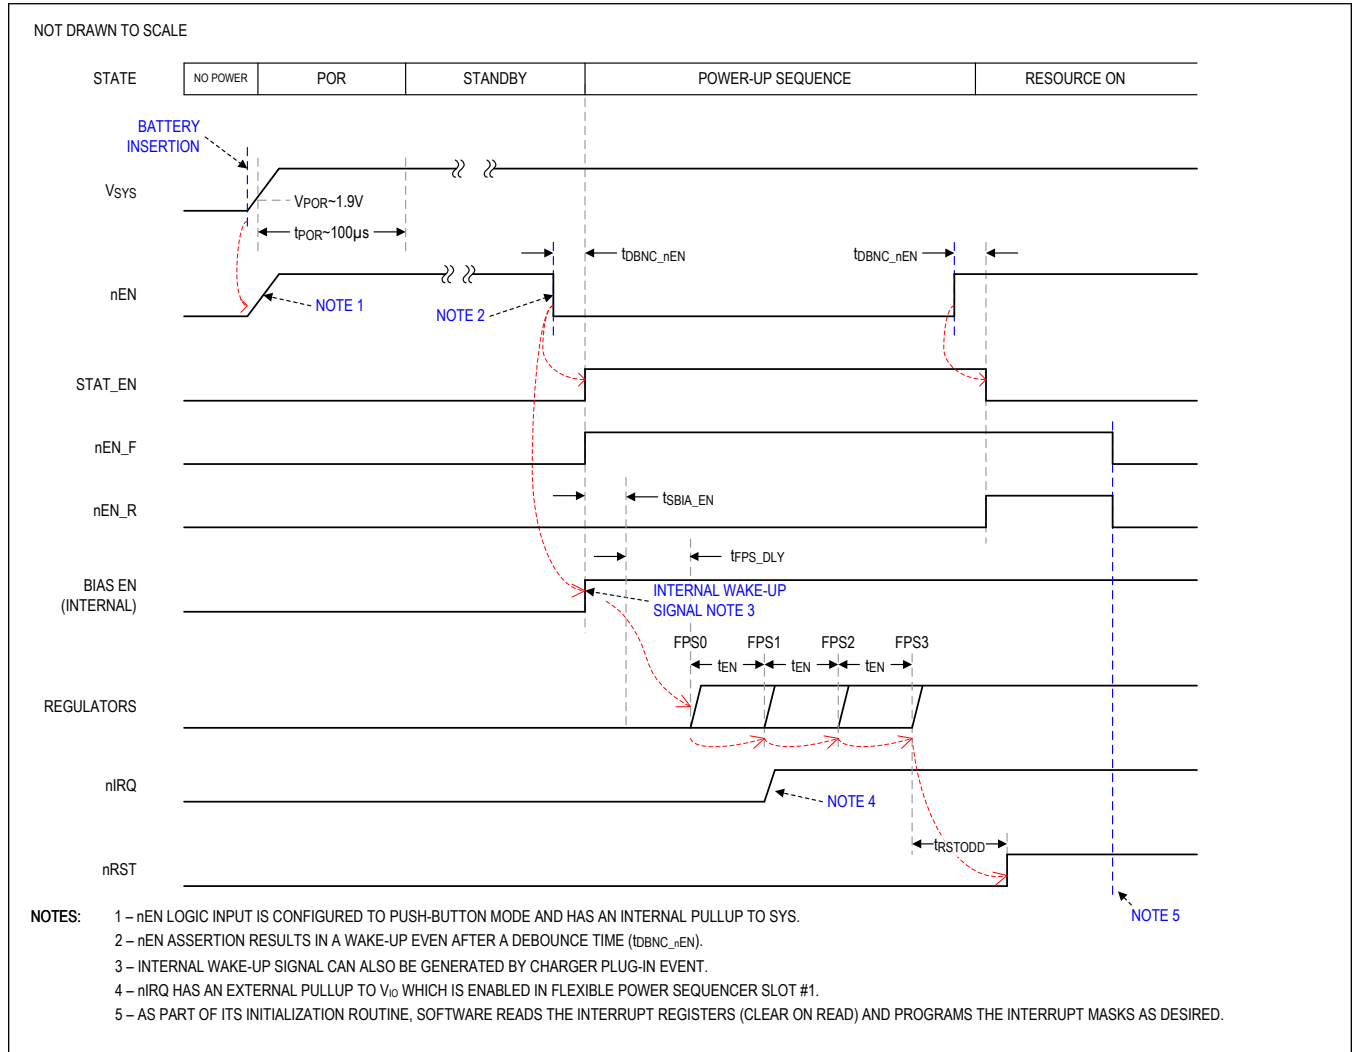 NOT DRAWN TO SCALE
STATE NO POWER POR STANDBY POWER-UP SEQUENCE RESOURCE ON
BATTERY
INSERTION
VSYS
VPOR~1.9V
tPOR~100µs
tDBNC_nEN tDBNC_nEN
nEN
NOTE 1
NOTE 2
STAT_EN
nEN_F
tSBIA_EN
nEN_R
tFPS_DLY
BIAS EN
(INTERNAL)
INTERNAL WAKE-UP
SIGNAL NOTE 3
FPS0 FPS1 FPS2 FPS3
tEN tEN tEN
REGULATORS
nIRQ
NOTE 4
tRSTODD
nRST
NOTE 5
NOTES: 1 – nEN LOGIC INPUT IS CONFIGURED TO PUSH-BUTTON MODE AND HAS AN INTERNAL PULLUP TO SYS.
2 – nEN ASSERTION RESULTS IN A WAKE-UP EVEN AFTER A DEBOUNCE TIME (tDBNC_nEN).
3 – INTERNAL WAKE-UP SIGNAL CAN ALSO BE GENERATED BY CHARGER PLUG-IN EVENT.
4 – nIRQ HAS AN EXTERNAL PULLUP TO VIO WHICH IS ENABLED IN FLEXIBLE POWER SEQUENCER SLOT #1.
5 – AS PART OF ITS INITIALIZATION ROUTINE, SOFTWARE READS THE INTERRUPT REGISTERS (CLEAR ON READ) AND PROGRAMS THE INTERRUPT MASKS AS DESIRED.